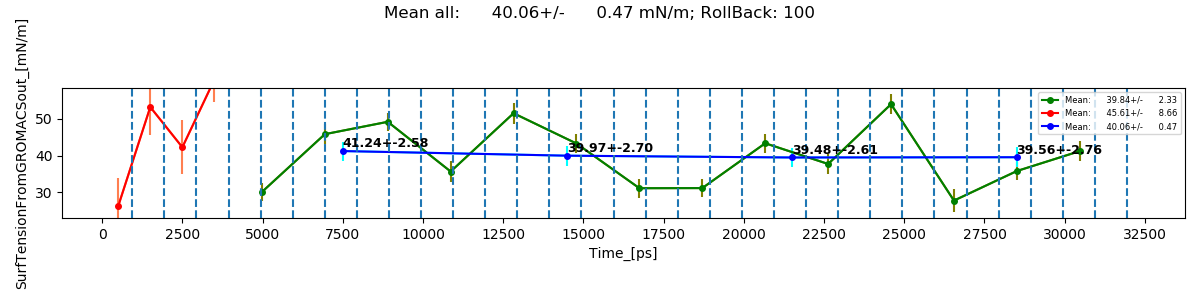 Mean all:      40.06+/-      0.47 mN/m; RollBack: 100
SurfTensionFromGROMACSout_[mN/m]
50
40
30
41.24+-2.58
39.97+-2.70
39.48+-2.61
39.56+-2.76
Mean:      39.84+/-      2.33
Mean:      45.61+/-      8.66
Mean:      40.06+/-      0.47
0 2500 5000 7500 10000 12500 15000 17500 20000 22500 25000 27500 30000 32500
Time_[ps]